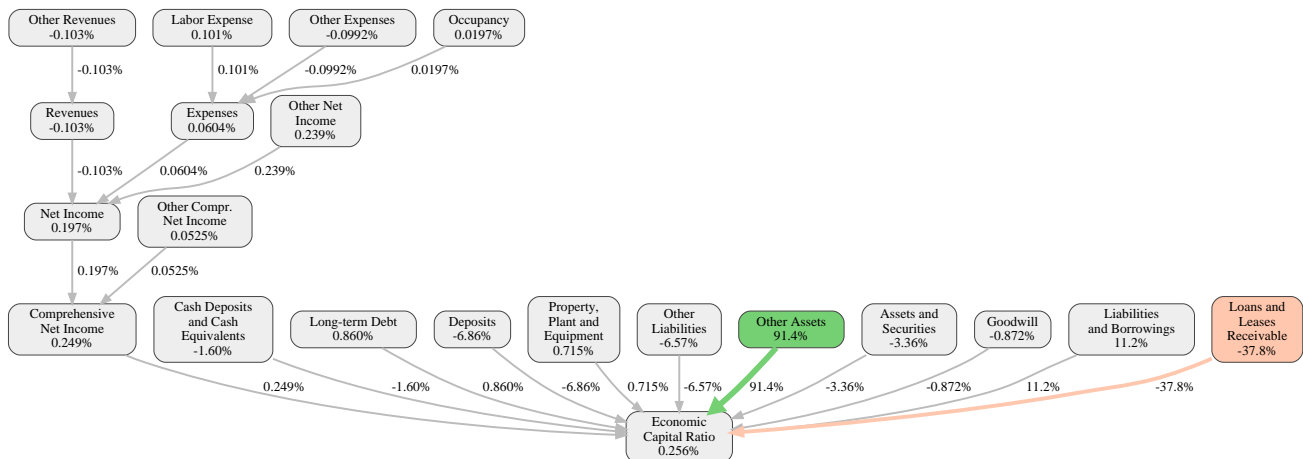 Other Revenues
-0.103%
Labor Expense
0.101%
Other Expenses
-0.0992%
Occupancy
0.0197%
-0.103%
0.101%
-0.0992%
0.0197%
Revenues
-0.103%
Expenses
0.0604%
Other Net
Income
0.239%
-0.103%
0.0604%
0.239%
Net Income
0.197%
Other Compr.
Net Income
0.0525%
0.197%
0.0525%
Comprehensive
Net Income
0.249%
Cash Deposits
and Cash
Equivalents
-1.60%
Long-term Debt
0.860%
Deposits
-6.86%
Property,
Plant and
Equipment
0.715%
Other
Liabilities
-6.57%
Other Assets
91.4%
Assets and
Securities
-3.36%
Goodwill
-0.872%
Liabilities
and Borrowings
11.2%
Loans and
Leases
Receivable
-37.8%
0.249%
-1.60%
0.860%
-6.86%
0.715%
-6.57%
91.4%
-3.36%
-0.872%
11.2%
-37.8%
Economic
Capital Ratio
0.256%